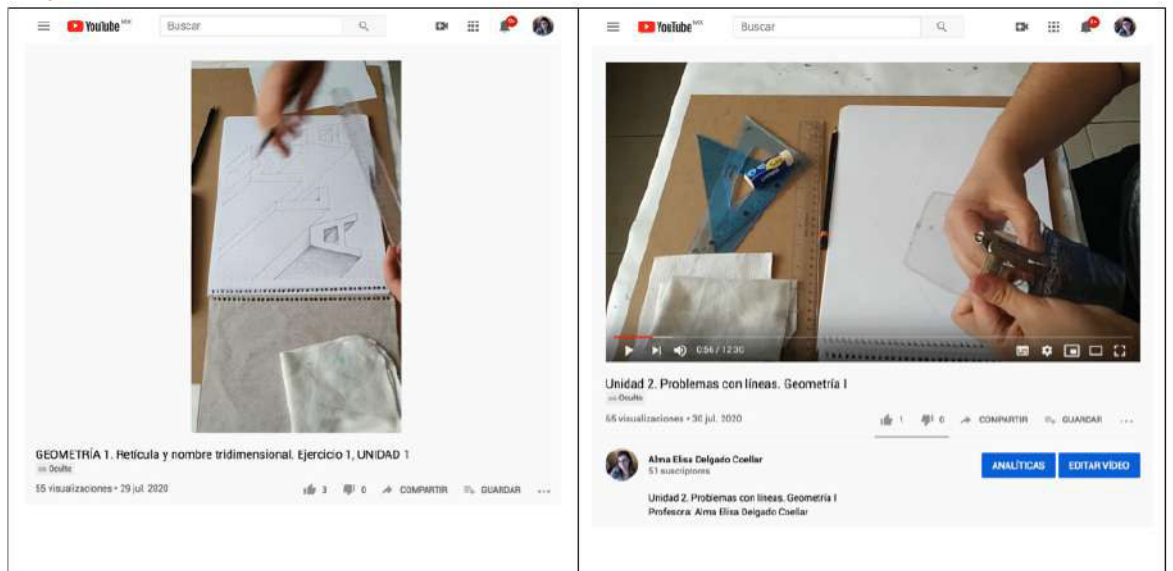 YouTube MX
Buscar
9+
GEOMETRÍA 1. Retícula y nombre tridimensional. Ejercicio 1, UNIDAD 1
Oculto
55 visualizaciones • 29 jul. 2020
3
0
COMPARTIR
GUARDAR
YouTube MX
Buscar
9+
0:56 / 12:30
Unidad 2. Problemas con líneas. Geometría I
Oculto
55 visualizaciones • 30 jul. 2020
1
0
COMPARTIR
GUARDAR
Alma Elisa Delgado Coellar
51 suscriptores
ANALÍTICAS
EDITAR VÍDEO
Unidad 2. Problemas con líneas. Geometría I
Profesora: Alma Elisa Delgado Coellar